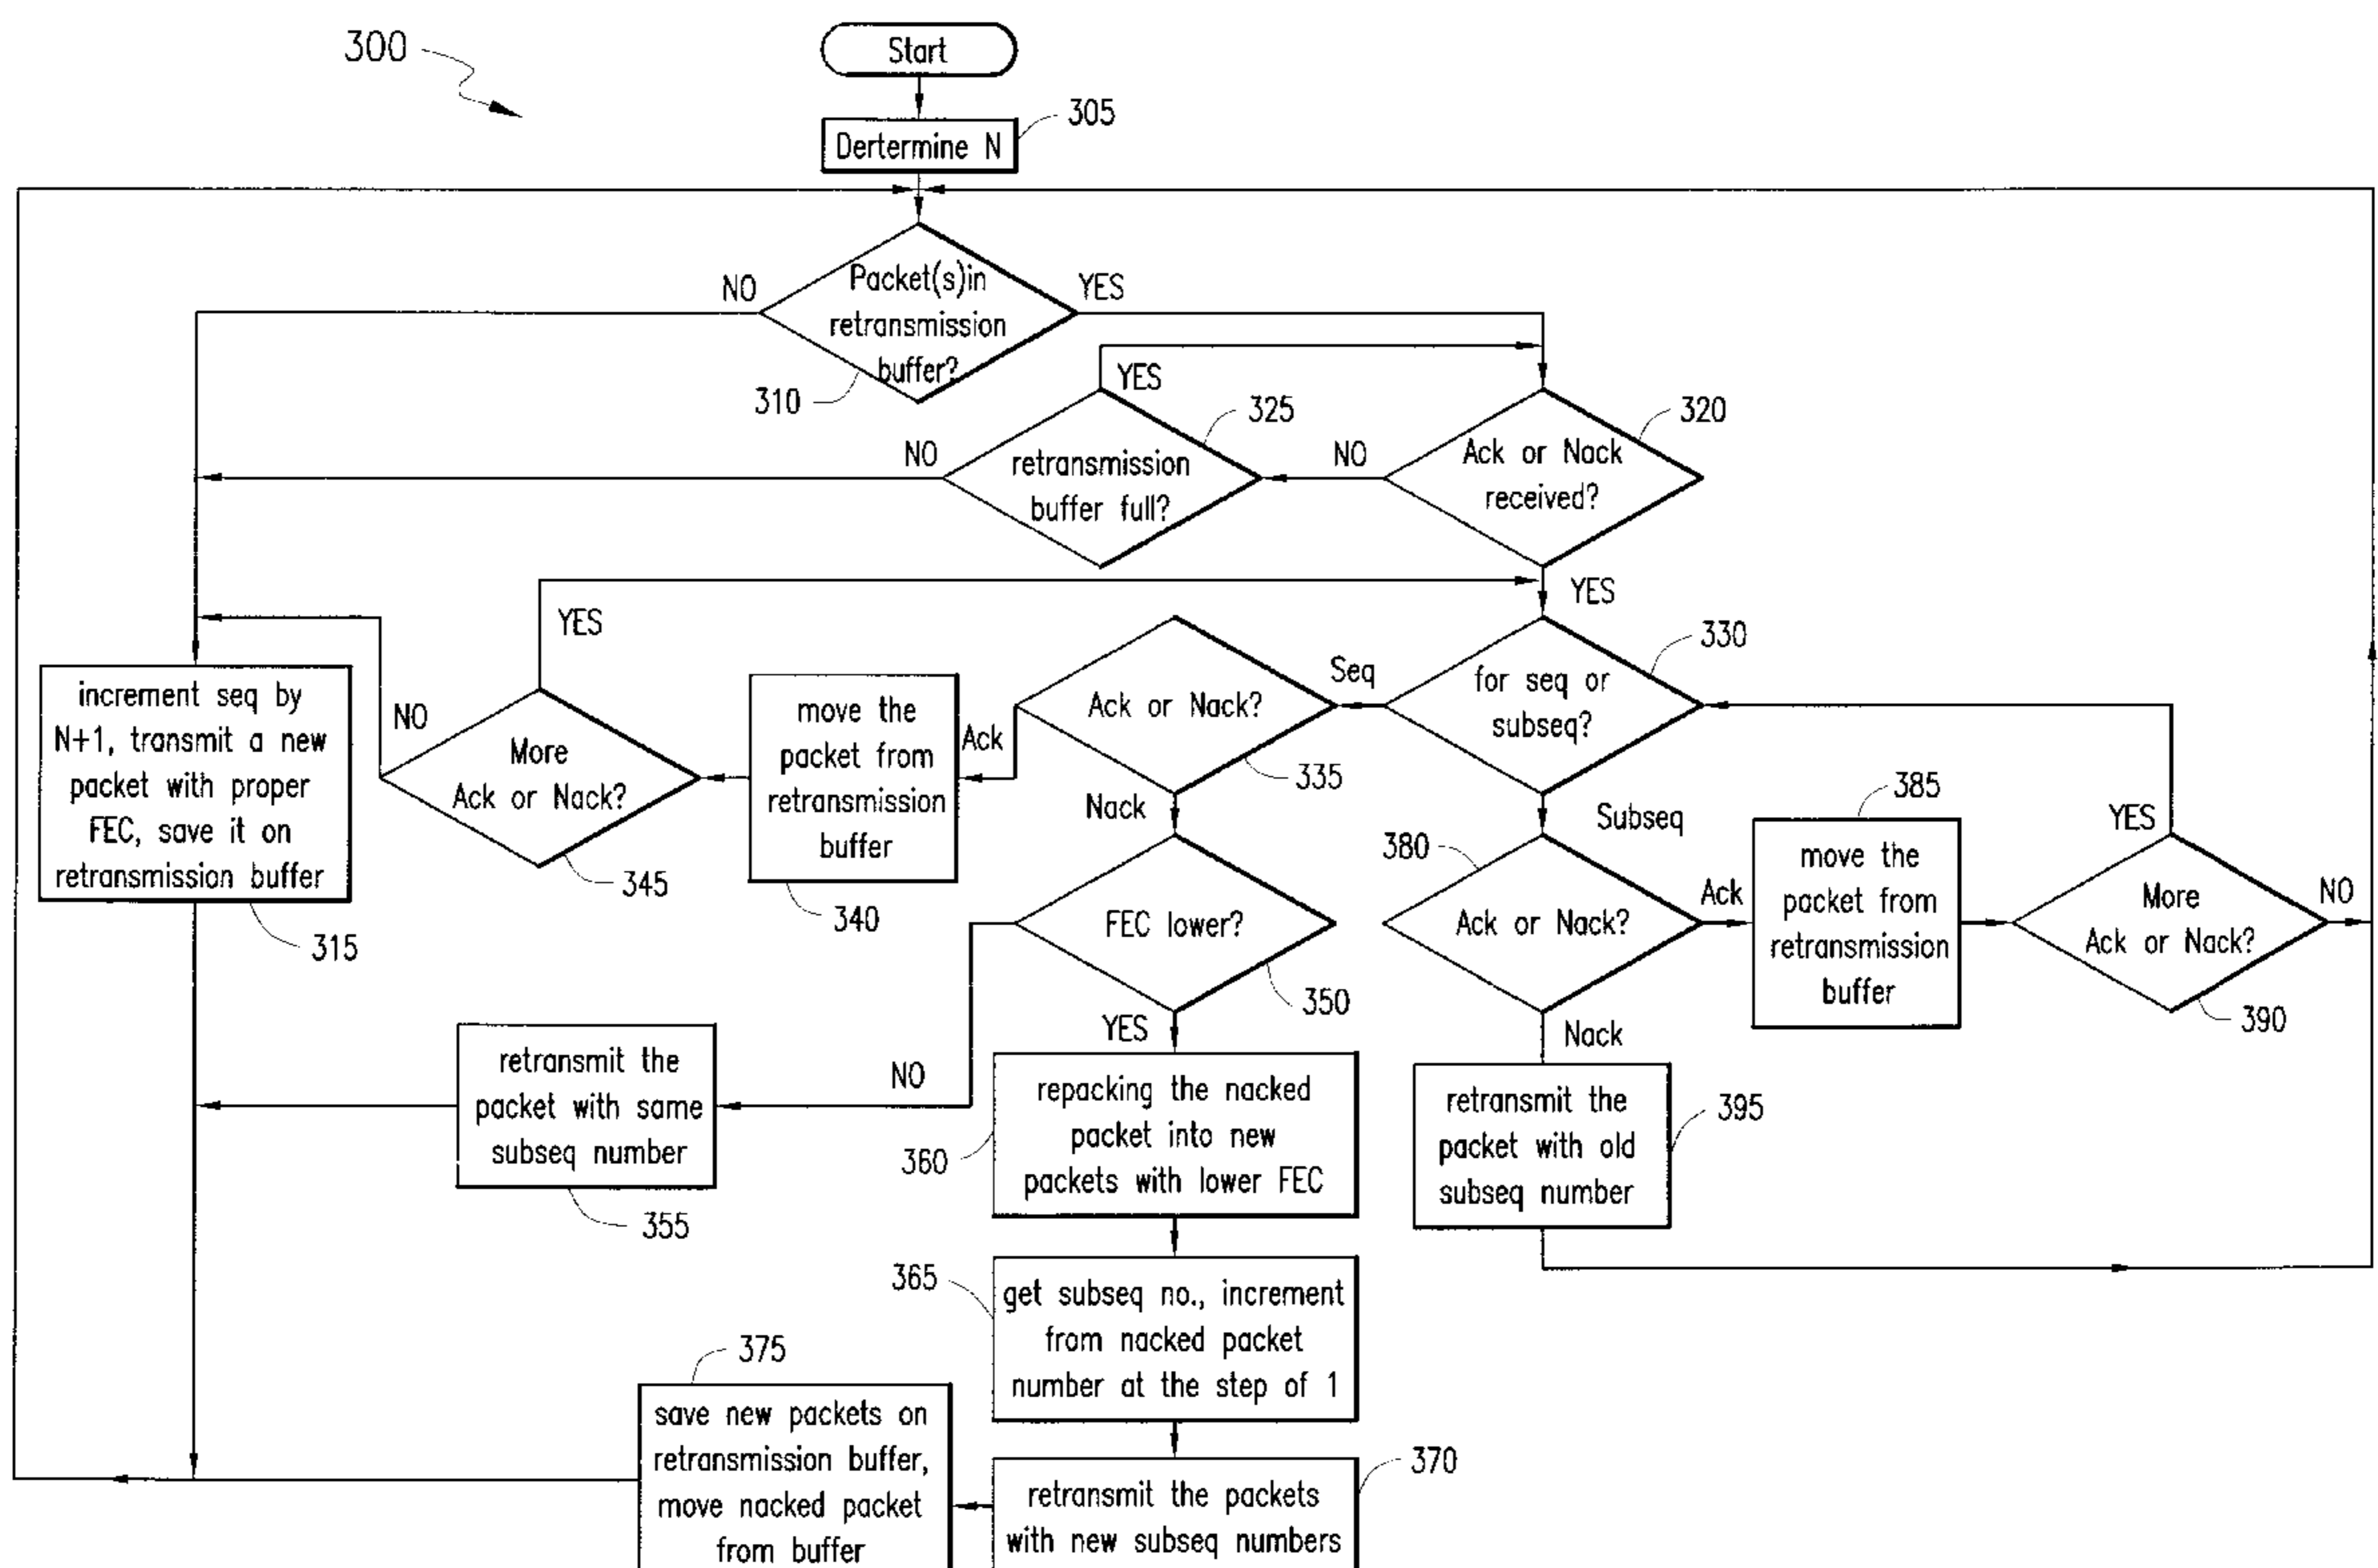 300
Start
305
Dertermine N
NO
Packet(s)in
retransmission
buffer?
YES
310
YES
325
320
NO
retransmission
buffer full?
NO
Ack or Nack
received?
YES
YES
330
for seq or
subseq?
Seq
Ack or Nack?
335
Ack
Nack
move the
packet from
retransmission
buffer
340
NO
More
Ack or Nack?
345
increment seq by
N+1, transmit a new
packet with proper
FEC, save it on
retransmission buffer
315
Subseq
380
Ack or Nack?
Ack
385
move the
packet from
retransmission
buffer
YES
More
Ack or Nack?
NO
390
FEC lower?
350
YES
NO
retransmit the
packet with same
subseq number
355
repacking the nacked
packet into new
packets with lower FEC
360
Nack
retransmit the
packet with old
subseq number
395
365
get subseq no., increment
from nacked packet
number at the step of 1
375
save new packets on
retransmission buffer,
move nacked packet
from buffer
370
retransmit the packets
with new subseq numbers